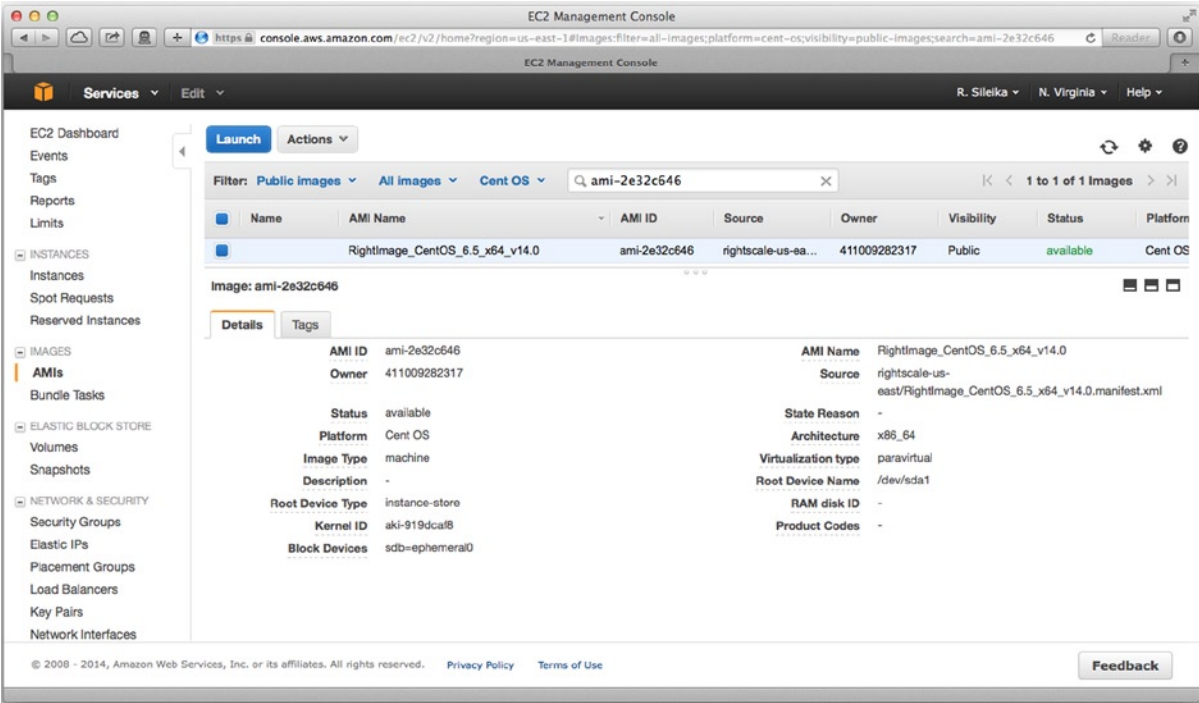 EC2 Management Console
https console.aws.amazon.com/ec2/v2/home?region=us-east-1#Images:filter=all-images;platform=cent-os;visibility=public-images;search=ami-2e32c646 Reader
EC2 Management Console
Services Edit R. Sileika N. Virginia Help
EC2 Dashboard
Events
Tags
Reports
Limits
INSTANCES
Instances
Spot Requests
Reserved Instances
IMAGES
AMIs
Bundle Tasks
ELASTIC BLOCK STORE
Volumes
Snapshots
NETWORK & SECURITY
Security Groups
Elastic IPs
Placement Groups
Load Balancers
Key Pairs
Network Interfaces
Launch Actions
Filter: Public images All images Cent OS ami-2e32c646 1 to 1 of 1 Images
Name AMI Name AMI ID Source Owner Visibility Status Platforn
RightImage_CentOS_6.5_x64_v14.0 ami-2e32c646 rightscale-us-ea... 411009282317 Public available Cent OS
Image: ami-2e32c646
Details Tags
AMI ID ami-2e32c646 AMI Name RightImage_CentOS_6.5_x64_v14.0
Owner 411009282317 Source rightscale-us-
east/RightImage_CentOS_6.5_x64_v14.0.manifest.xml
Status available State Reason -
Platform Cent OS Architecture x86_64
Image Type machine Virtualization type paravirtual
Description - Root Device Name /dev/sda1
Root Device Type instance-store RAM disk ID -
Kernel ID aki-919dcaf8 Product Codes -
Block Devices sdb=ephemeral0
© 2008 - 2014, Amazon Web Services, Inc. or its affiliates. All rights reserved. Privacy Policy Terms of Use Feedback